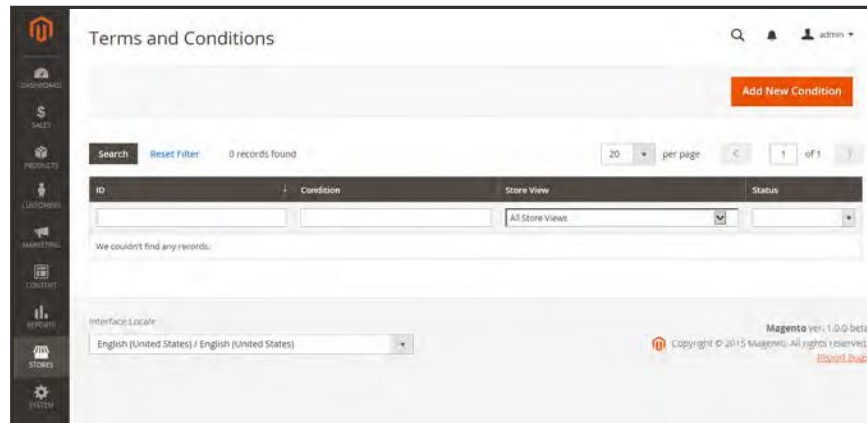 Terms and Conditions
admin
Add New Condition
Search Reset Filter 0 records found 20 per page 1 of 1
ID Condition Store View Status
All Store Views
We couldn't find any records.
DASHBOARD
SALES
PRODUCTS
CUSTOMERS
MARKETING
CONTENT
REPORTS
STORES
SYSTEM
Interface Locale
English (United States) / English (United States)
Magento ver. 1.0.0-beta
Copyright © 2015 Magento. All rights reserved.
Report Bugs